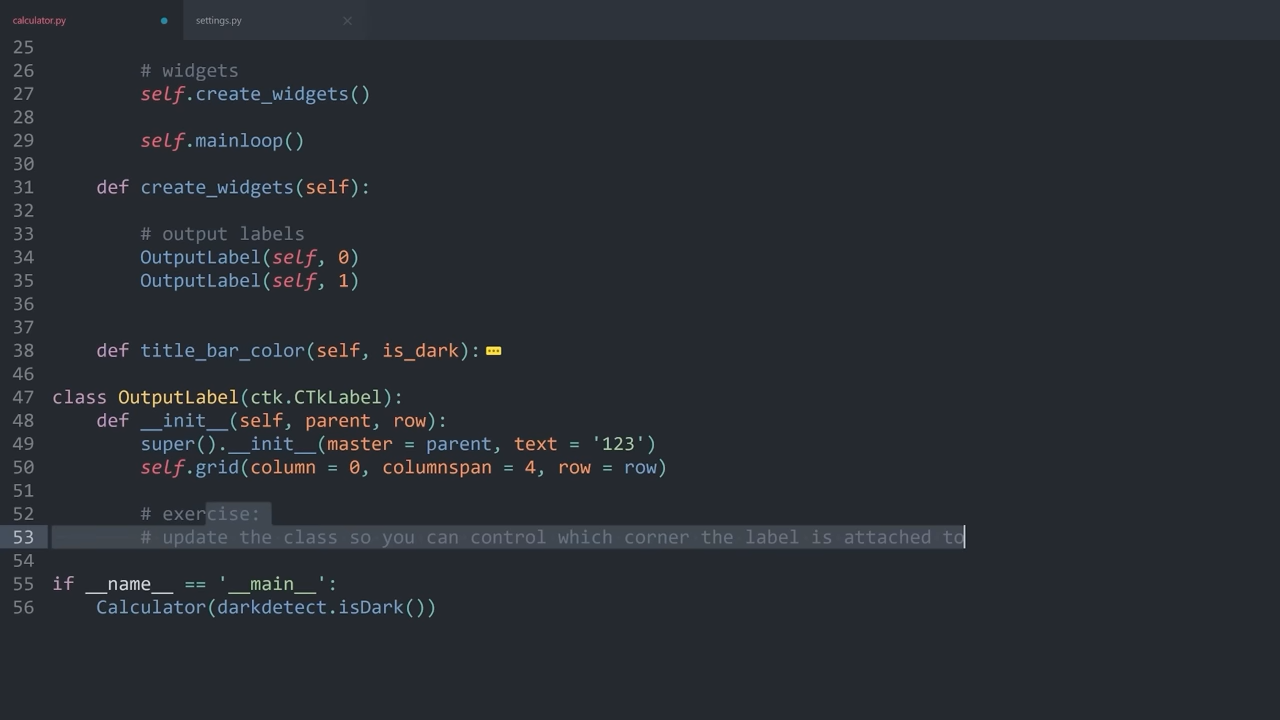 calculator.py settings.py
25
26 # widgets
27 self.create_widgets()
28
29 self.mainloop()
30
31 def create_widgets(self):
32
33 # output labels
34 OutputLabel(self, 0)
35 OutputLabel(self, 1)
36
37
38 def title_bar_color(self, is_dark):
46
47 class OutputLabel(ctk.CTkLabel):
48 def __init__(self, parent, row):
49 super().__init__(master = parent, text = '123')
50 self.grid(column = 0, columnspan = 4, row = row)
51
52 # exercise:
53 # update the class so you can control which corner the label is attached to
54
55 if __name__ == '__main__':
56 Calculator(darkdetect.isDark())